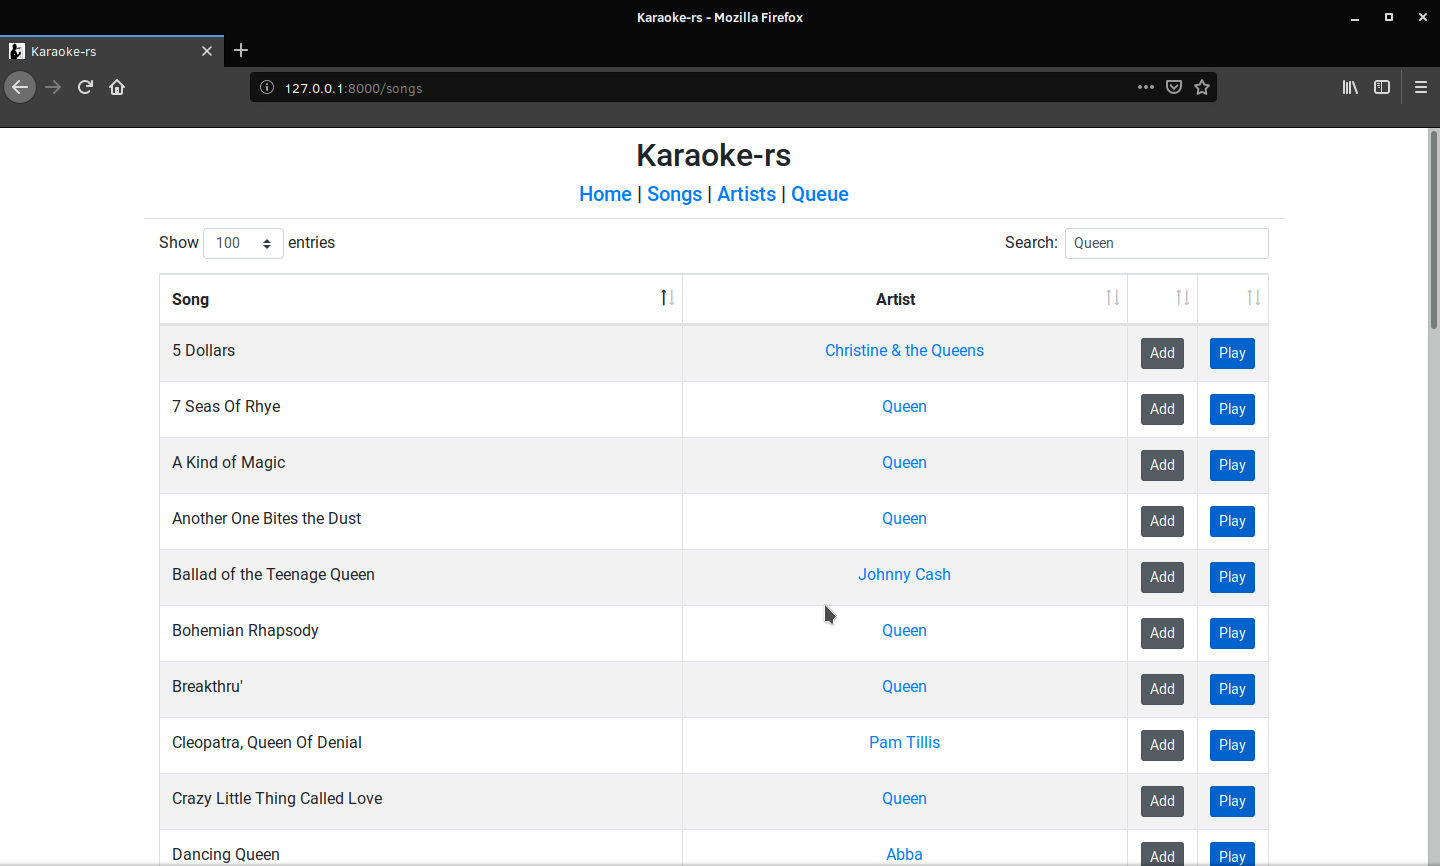 Karaoke-rs - Mozilla Firefox
Karaoke-rs
127.0.0.1:8000/songs
Karaoke-rs
Home | Songs | Artists | Queue
Show 100 entries Search: Queen
Song Artist
5 Dollars Christine & the Queens Add Play
7 Seas Of Rhye Queen Add Play
A Kind of Magic Queen Add Play
Another One Bites the Dust Queen Add Play
Ballad of the Teenage Queen Johnny Cash Add Play
Bohemian Rhapsody Queen Add Play
Breakthru' Queen Add Play
Cleopatra, Queen Of Denial Pam Tillis Add Play
Crazy Little Thing Called Love Queen Add Play
Dancing Queen Abba Add Play